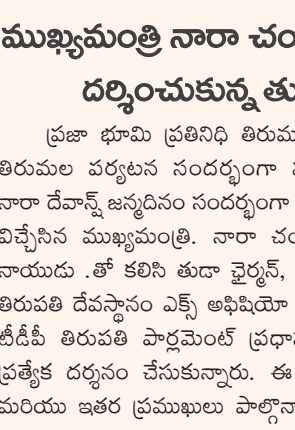 ముఖ్యమంత్రి నారా చం
దర్శించుకున్న తు
ప్రజా భూమి ప్రతినిధి తిరుమ
తిరుమల పర్యటన సందర్భంగా
నారా దేవాన్ష్ జన్మదినం సందర్భంగా
విచ్చేసిన ముఖ్యమంత్రి. నారా చం
నాయుడు .తో కలిసి తుడా ఛైర్మన్,
తిరుపతి దేవస్థానం ఎక్స్ అఫిషియో
టీడీపీ తిరుపతి పార్లమెంట్ ప్రధా
ప్రత్యేక దర్శనం చేసుకున్నారు. ఈ
మరియు ఇతర ప్రముఖులు పాల్గొనా